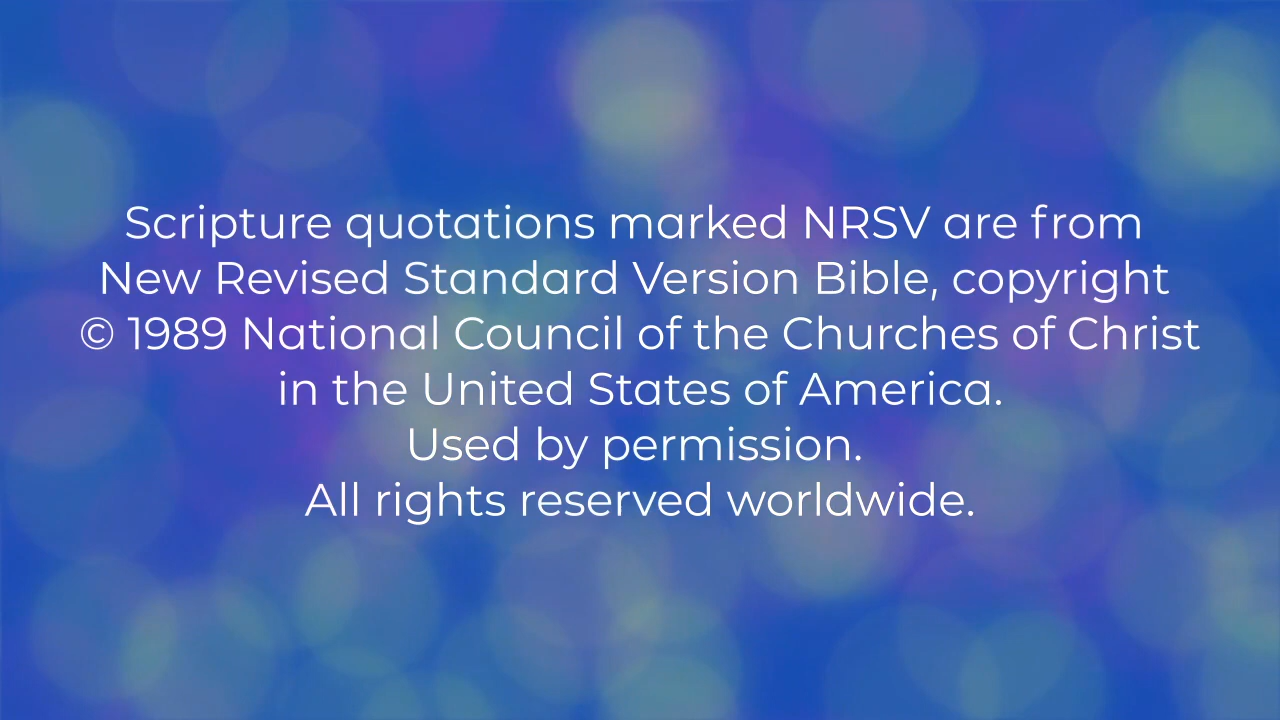 Scripture quotations marked NRSV are from
New Revised Standard Version Bible, copyright
© 1989 National Council of the Churches of Christ
in the United States of America.
Used by permission.
All rights reserved worldwide.